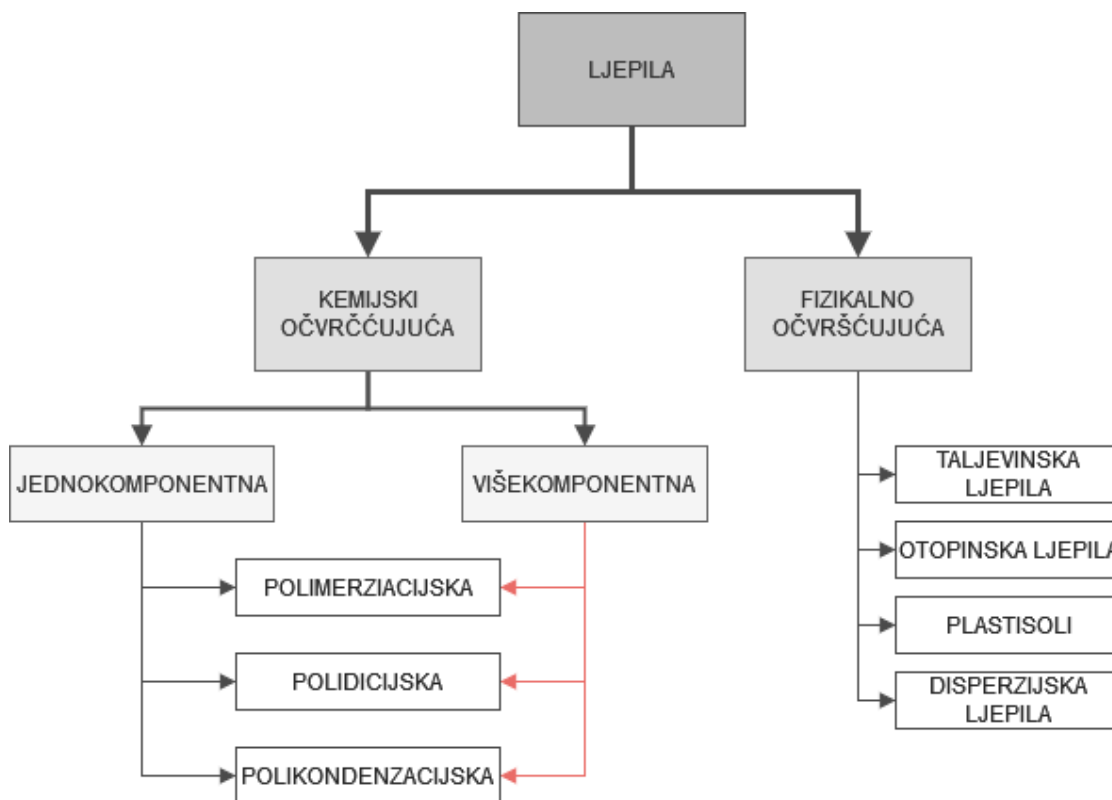 LJEPILA
KEMIJSKI
OČVRČĆUJUĆA
FIZIKALNO
OČVRŠĆUJUĆA
JEDNOKOMPONENTNA
VIŠEKOMPONENTNA
POLIMERZIACIJSKA
POLIDICIJSKA
POLIKONDENZACIJSKA
TALJEVINSKA
LJEPILA
OTOPINSKA LJEPILA
PLASTISOLI
DISPERZIJSKA
LJEPILA